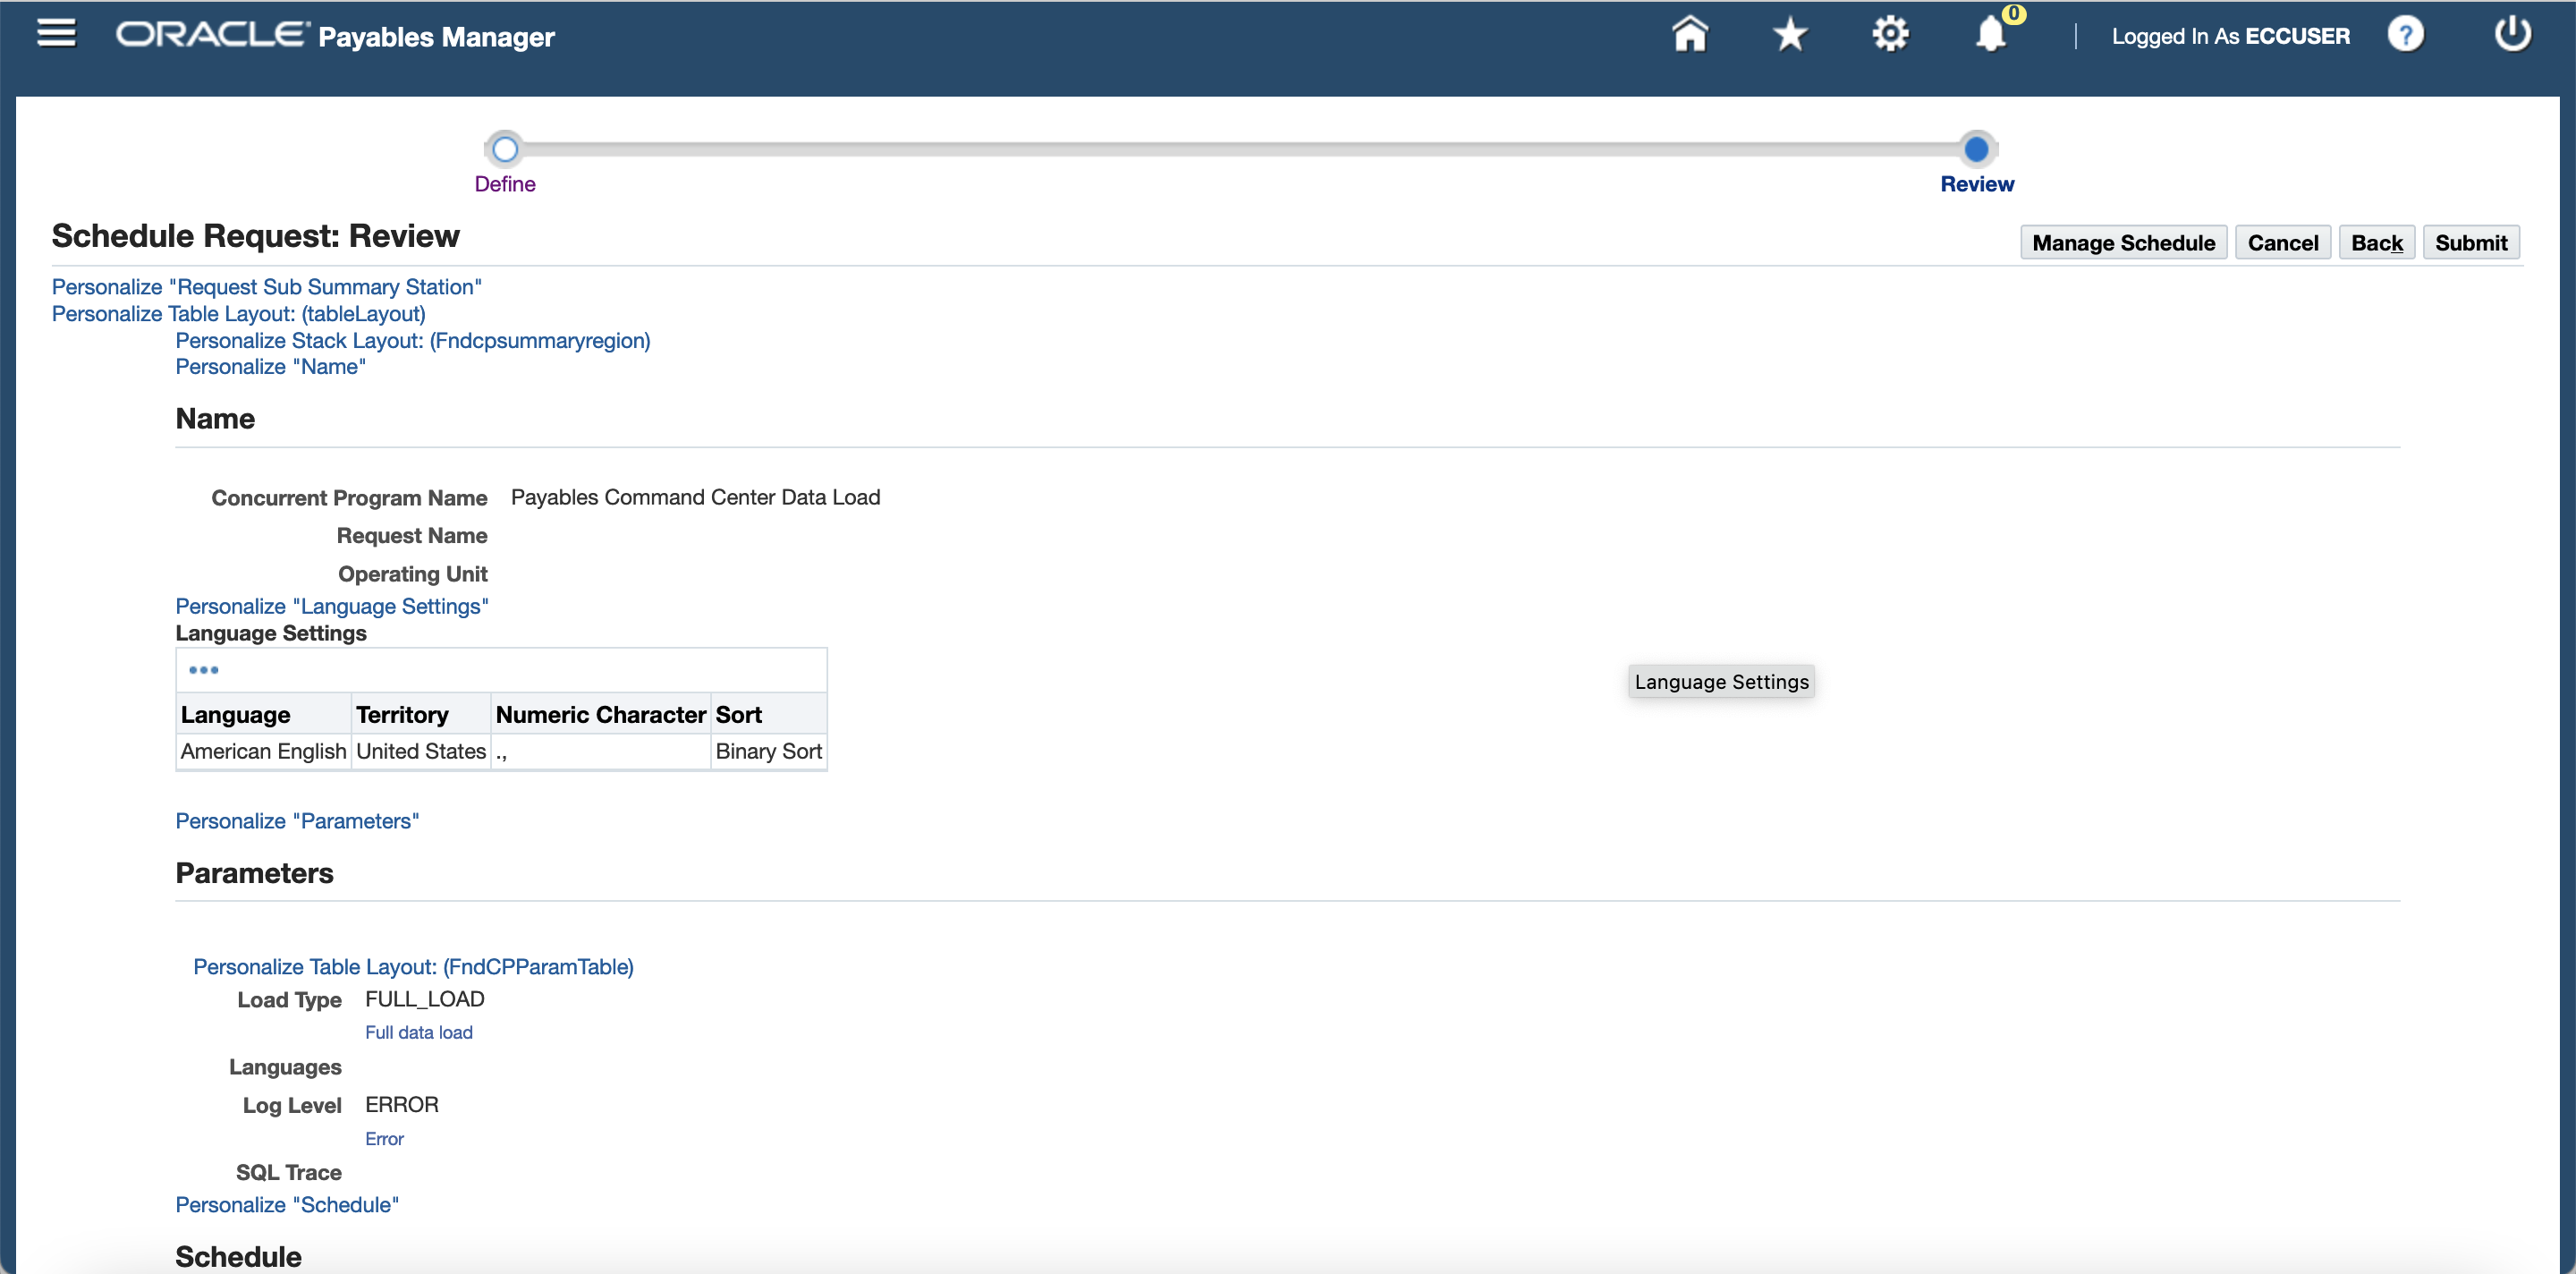 ORACLE Payables Manager
0
Logged In As ECCUSER
?
Define
Review
Schedule Request: Review
Manage Schedule
Cancel
Back
Submit
Personalize "Request Sub Summary Station"
Personalize Table Layout: (tableLayout)
Personalize Stack Layout: (Fndcpsummaryregion)
Personalize "Name"
Name
Concurrent Program Name Payables Command Center Data Load
Request Name
Operating Unit
Personalize "Language Settings"
Language Settings
Language Settings
Language Territory Numeric Character Sort
American English United States ., Binary Sort
Personalize "Parameters"
Parameters
Personalize Table Layout: (FndCPParamTable)
Load Type FULL_LOAD
Full data load
Languages
Log Level ERROR
Error
SQL Trace
Personalize "Schedule"
Schedule